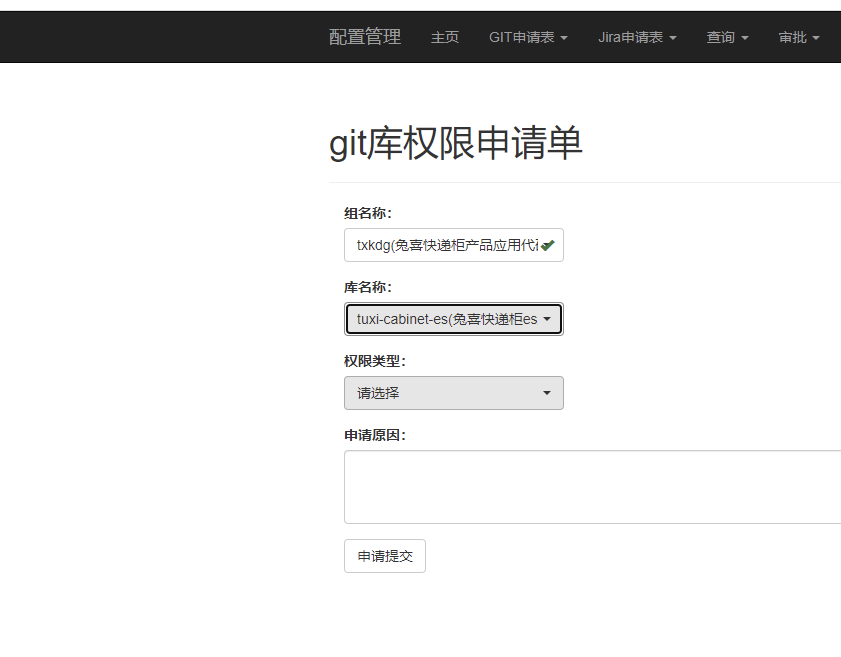 配置管理 主页 GIT申请表 Jira申请表 查询 审批
git库权限申请单
组名称：
txkdg(兔喜快递柜产品应用代
库名称：
tuxi-cabinet-es(兔喜快递柜es
权限类型：
请选择
申请原因：
申请提交